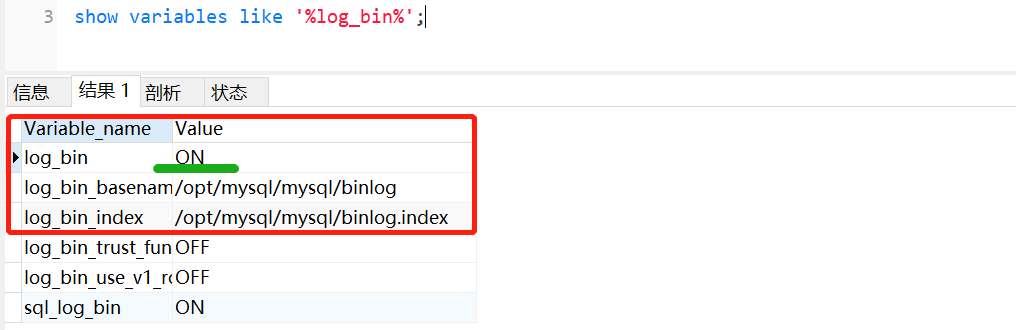 3 show variables like '%log_bin%';
信息 结果 1 剖析 状态
Variable_name Value
log_bin ON
log_bin_basenam /opt/mysql/mysql/binlog
log_bin_index /opt/mysql/mysql/binlog.index
log_bin_trust_fun OFF
log_bin_use_v1_ro OFF
sql_log_bin ON